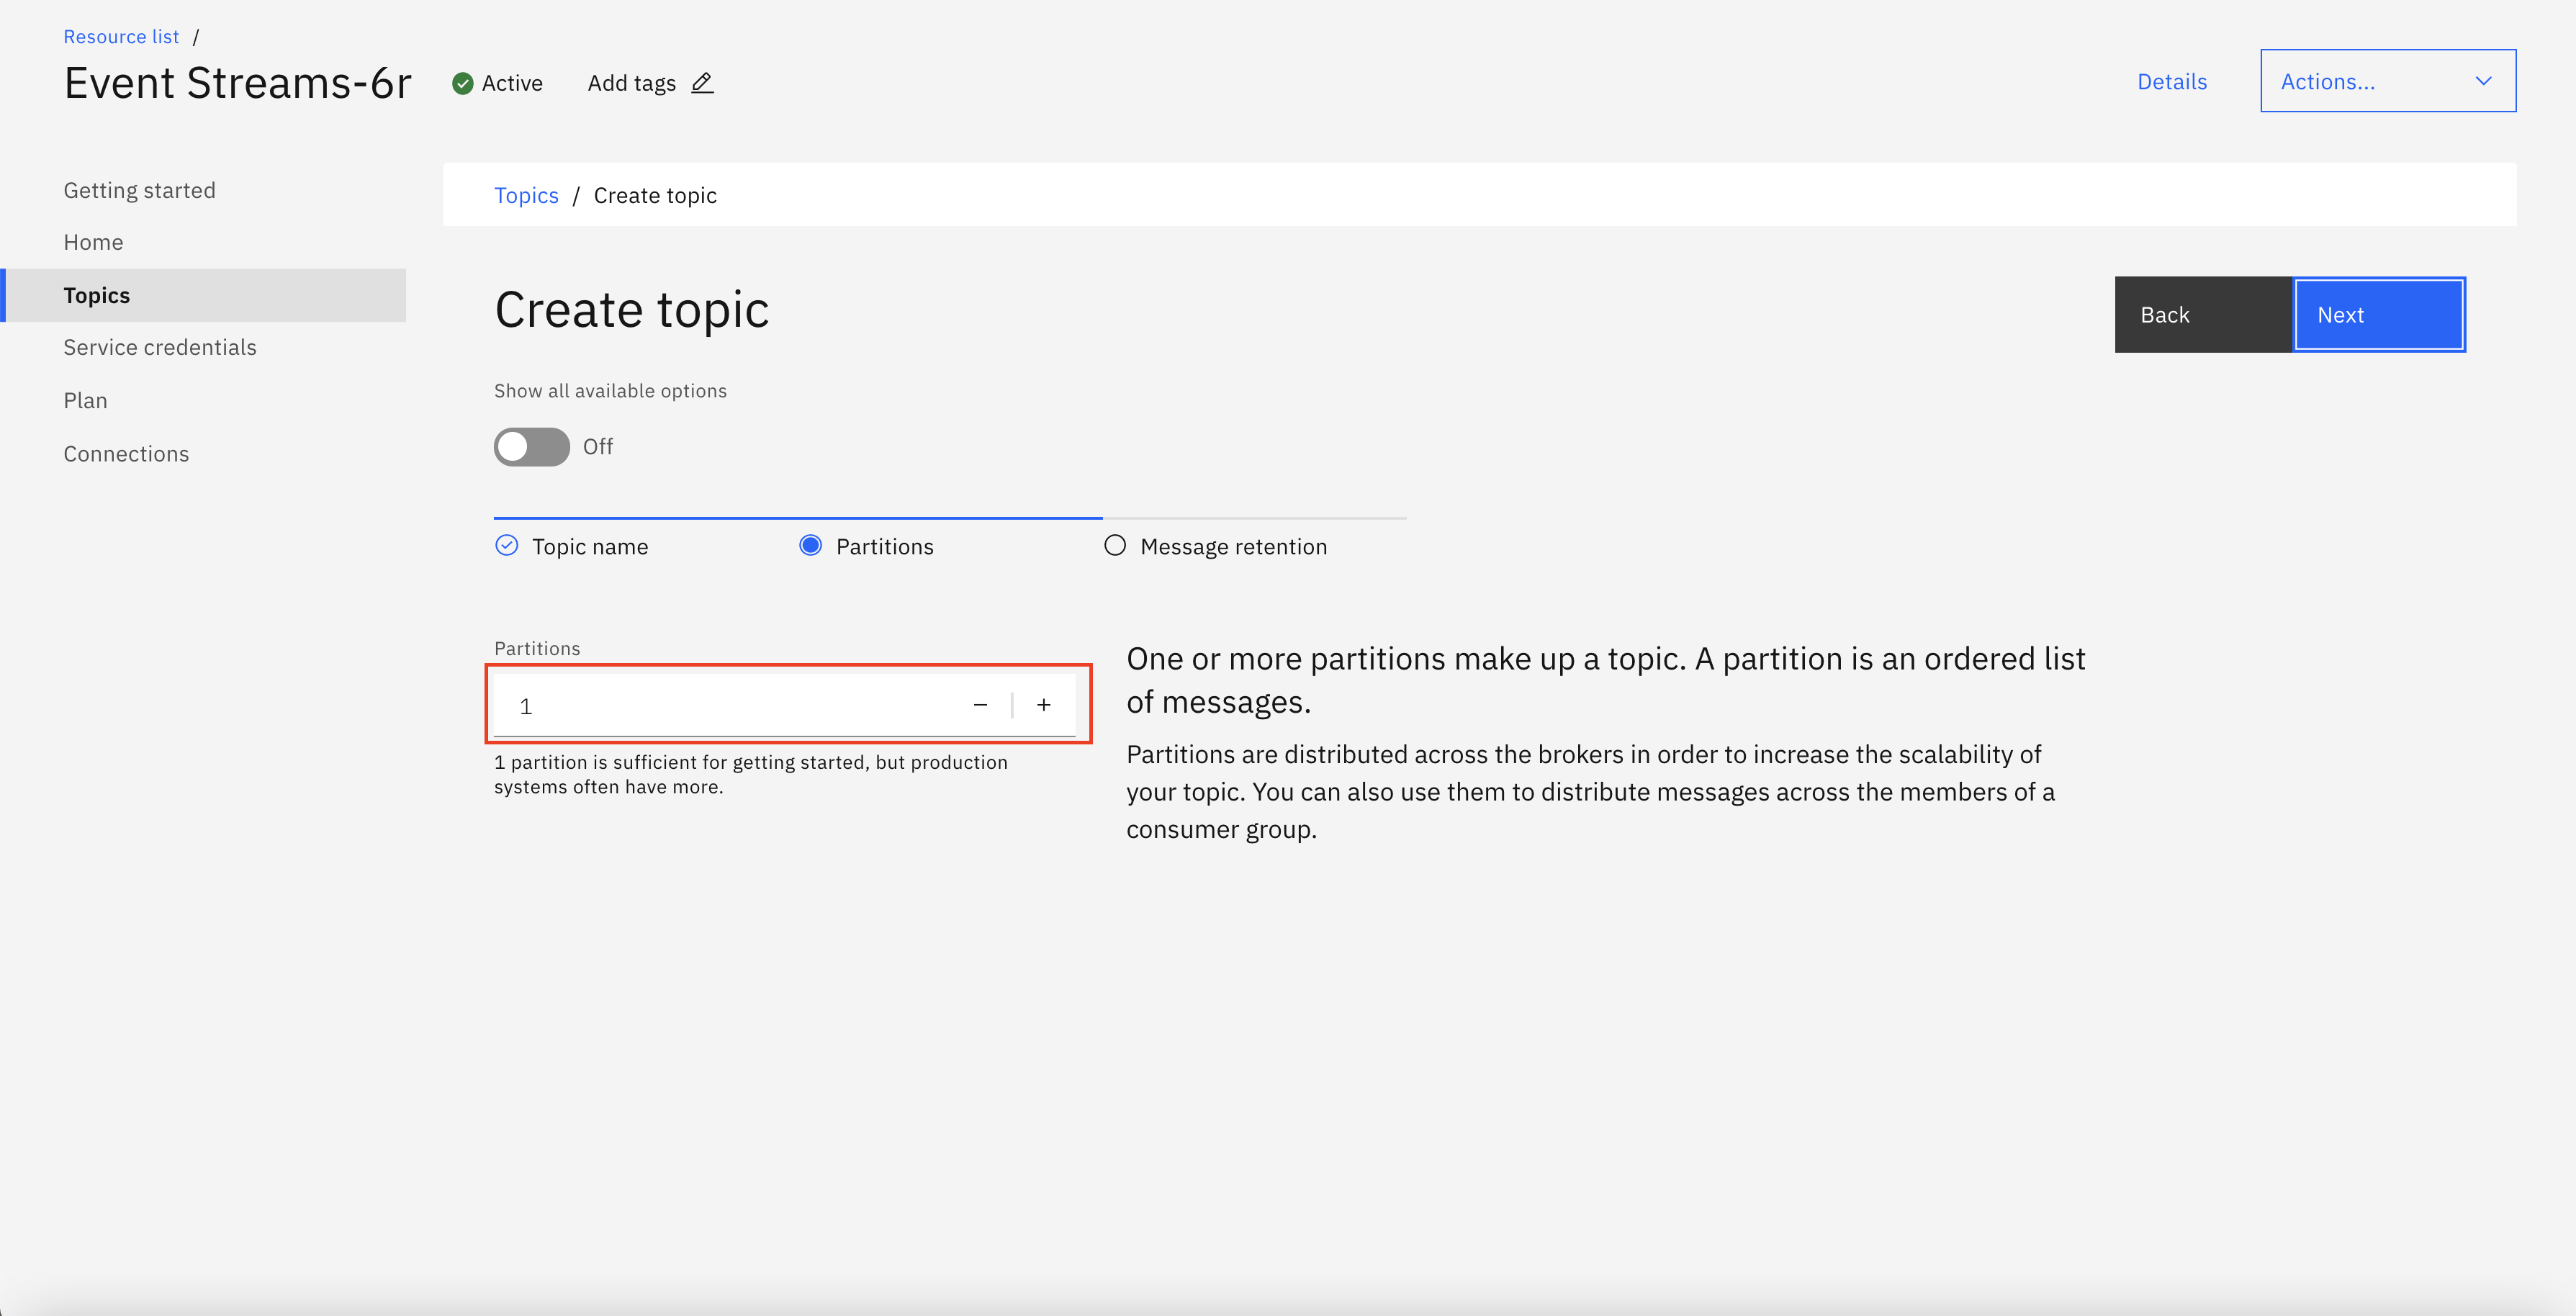 Resource list /
Event Streams-6r
Active
Add tags
Details
Actions...
Getting started
Home
Topics
Service credentials
Plan
Connections
Topics / Create topic
Create topic
Back
Next
Show all available options
Off
Topic name
Partitions
Message retention
Partitions
1
1 partition is sufficient for getting started, but production
systems often have more.
One or more partitions make up a topic. A partition is an ordered list
of messages.
Partitions are distributed across the brokers in order to increase the scalability of
your topic. You can also use them to distribute messages across the members of a
consumer group.